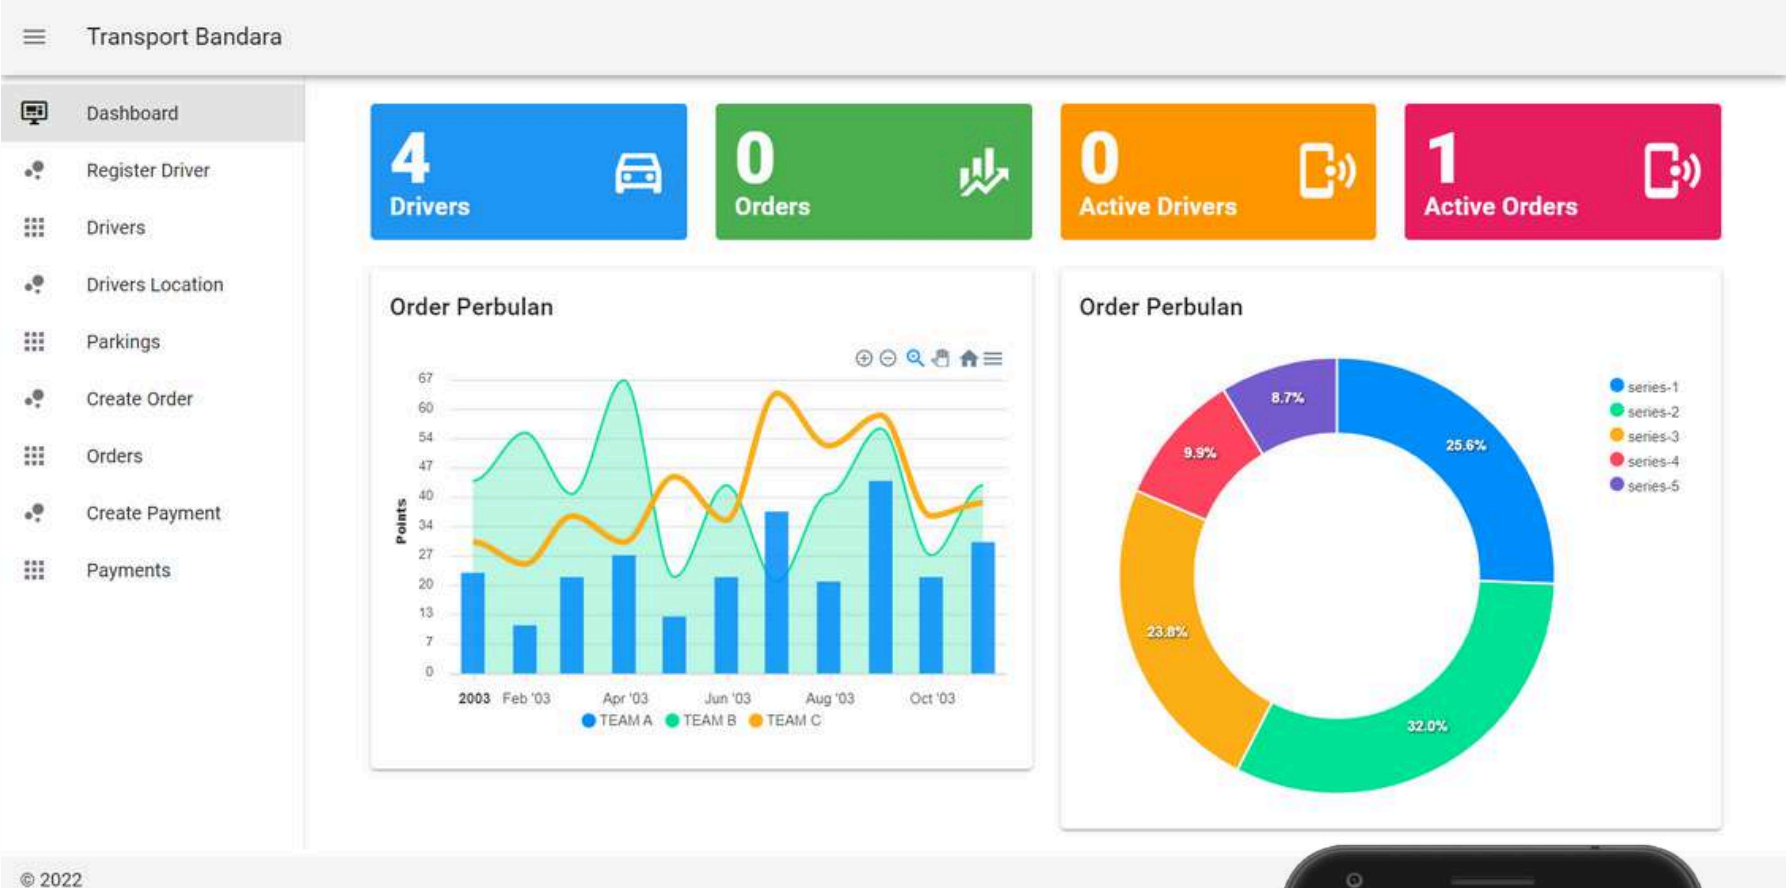 Transport Bandara
Dashboard
Register Driver
Drivers
Drivers Location
Parkings
Create Order
Orders
Create Payment
Payments
4
Drivers
0
Orders
0
Active Drivers
1
Active Orders
Order Perbulan
67
60
54
47
40
34
27
20
13
7
0
Points
2003 Feb '03 Apr '03 Jun '03 Aug '03 Oct '03
TEAM A TEAM B TEAM C
Order Perbulan
8.7%
25.6%
9.9%
23.8%
32.0%
series-1
series-2
series-3
series-4
series-5
© 2022